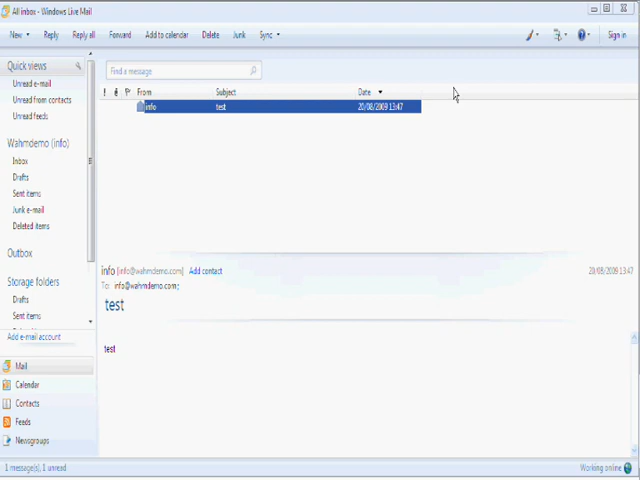 All inbox - Windows Live Mail
New Reply Reply all Forward Add to calendar Delete Junk Sync Sign in
Quick views
Unread e-mail
Unread from contacts
Unread feeds
Wahmdemo (info)
Inbox
Drafts
Sent items
Junk e-mail
Deleted items
Outbox
Storage folders
Drafts
Sent items
Add e-mail account
Mail
Calendar
Contacts
Feeds
Newsgroups
Find a message
! From Subject Date
info test 20/08/2009 13:47
info [info@wahmdemo.com] Add contact 20/08/2009 13:47
To: info@wahmdemo.com;
test
test
1 message(s), 1 unread Working online